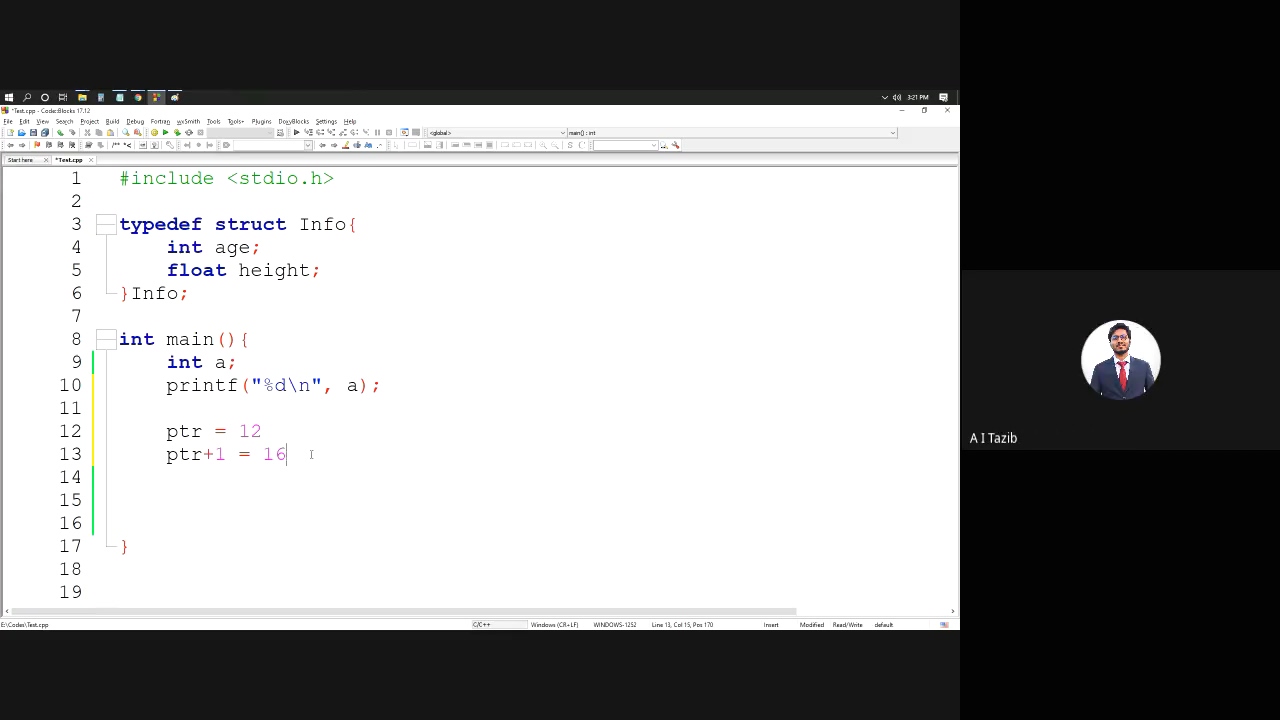 3:21 PM
*Test.cpp - Code::Blocks 17.12
File Edit View Search Project Build Debug Fortran wxSmith Tools Tools+ Plugins DoxyBlocks Settings Help
<global> main() : int
Start here *Test.cpp
1 #include <stdio.h>
2
3 typedef struct Info{
4 int age;
5 float height;
6 }Info;
7
8 int main(){
9 int a;
10 printf("%d\n", a);
11
12 ptr = 12
13 ptr+1 = 16
14
15
16
17 }
18
19
E:\Codes\Test.cpp C/C++ Windows (CR+LF) WINDOWS-1252 Line 13, Col 15, Pos 170 Insert Modified Read/Write default
A I Tazib